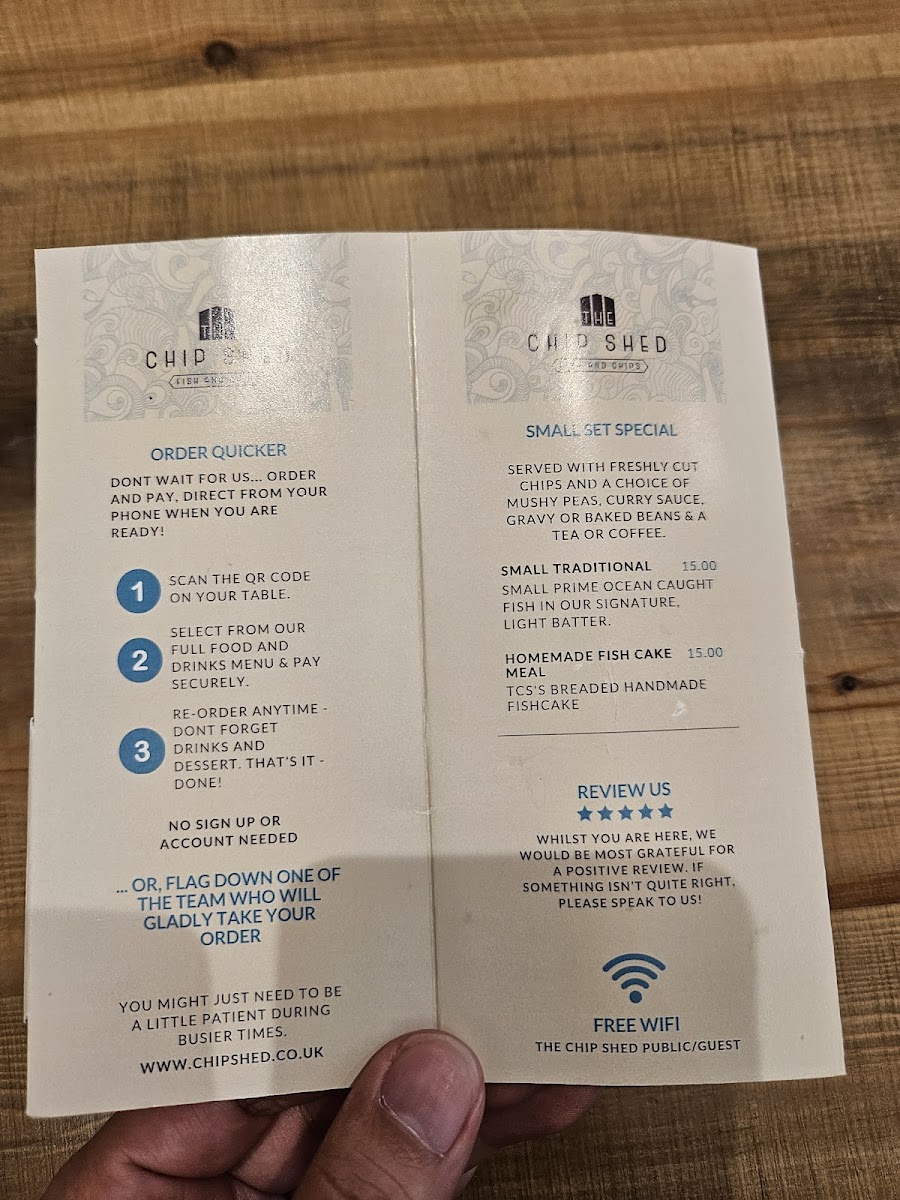 THE
CHIP SHED
FISH AND
ORDER QUICKER
DONT WAIT FOR US... ORDER
AND PAY, DIRECT FROM YOUR
PHONE WHEN YOU ARE
READY!
1
SCAN THE QR CODE
ON YOUR TABLE.
2
SELECT FROM OUR
FULL FOOD AND
DRINKS MENU & PAY
SECURELY.
3
RE-ORDER ANYTIME -
DONT FORGET
DRINKS AND
DESSERT. THAT'S IT -
DONE!
NO SIGN UP OR
ACCOUNT NEEDED
... OR, FLAG DOWN ONE OF
THE TEAM WHO WILL
GLADLY TAKE YOUR
ORDER
YOU MIGHT JUST NEED TO BE
A LITTLE PATIENT DURING
BUSIER TIMES.
WWW.CHIPSHED.CO.UK
THE
CHIP SHED
FISH AND CHIPS
SMALL SET SPECIAL
SERVED WITH FRESHLY CUT
CHIPS AND A CHOICE OF
MUSHY PEAS, CURRY SAUCE,
GRAVY OR BAKED BEANS & A
TEA OR COFFEE.
SMALL TRADITIONAL 15.00
SMALL PRIME OCEAN CAUGHT
FISH IN OUR SIGNATURE,
LIGHT BATTER.
HOMEMADE FISH CAKE 15.00
MEAL
TCS'S BREADED HANDMADE
FISHCAKE
REVIEW US
WHILST YOU ARE HERE, WE
WOULD BE MOST GRATEFUL FOR
A POSITIVE REVIEW. IF
SOMETHING ISN'T QUITE RIGHT,
PLEASE SPEAK TO US!
FREE WIFI
THE CHIP SHED PUBLIC/GUEST